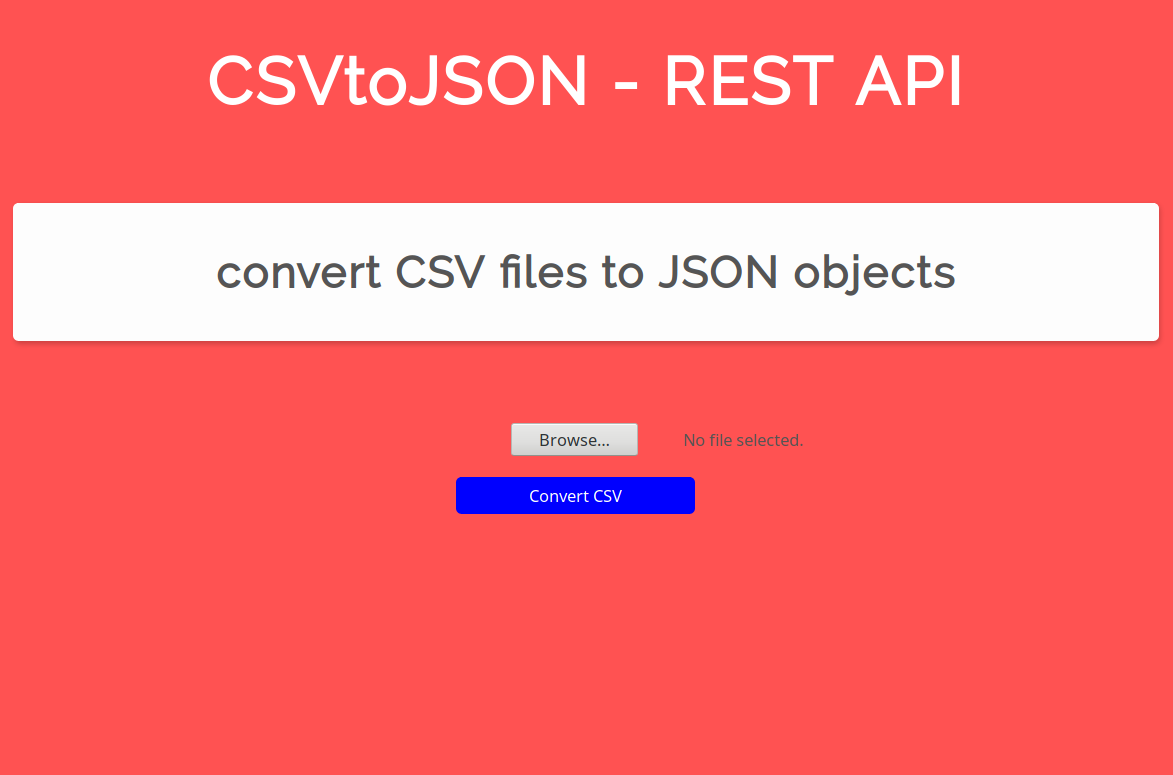 CSVtoJSON - REST API
convert CSV files to JSON objects
Browse... No file selected.
Convert CSV